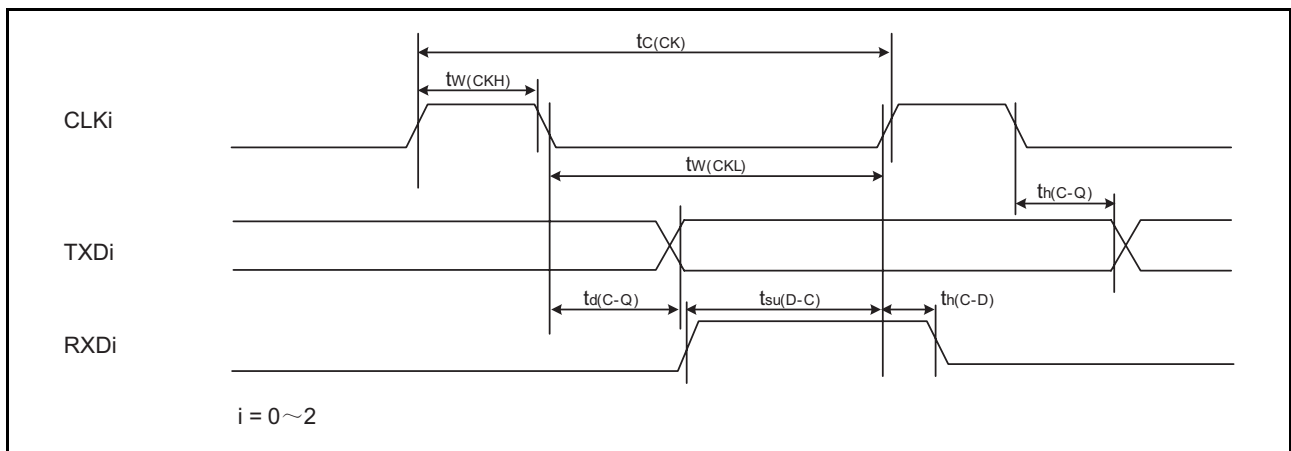 tC(CK)
tW(CKH)
CLKi
tW(CKL)
th(C-Q)
TXDi
td(C-Q)
tsu(D-C)
th(C-D)
RXDi
i = 0～2